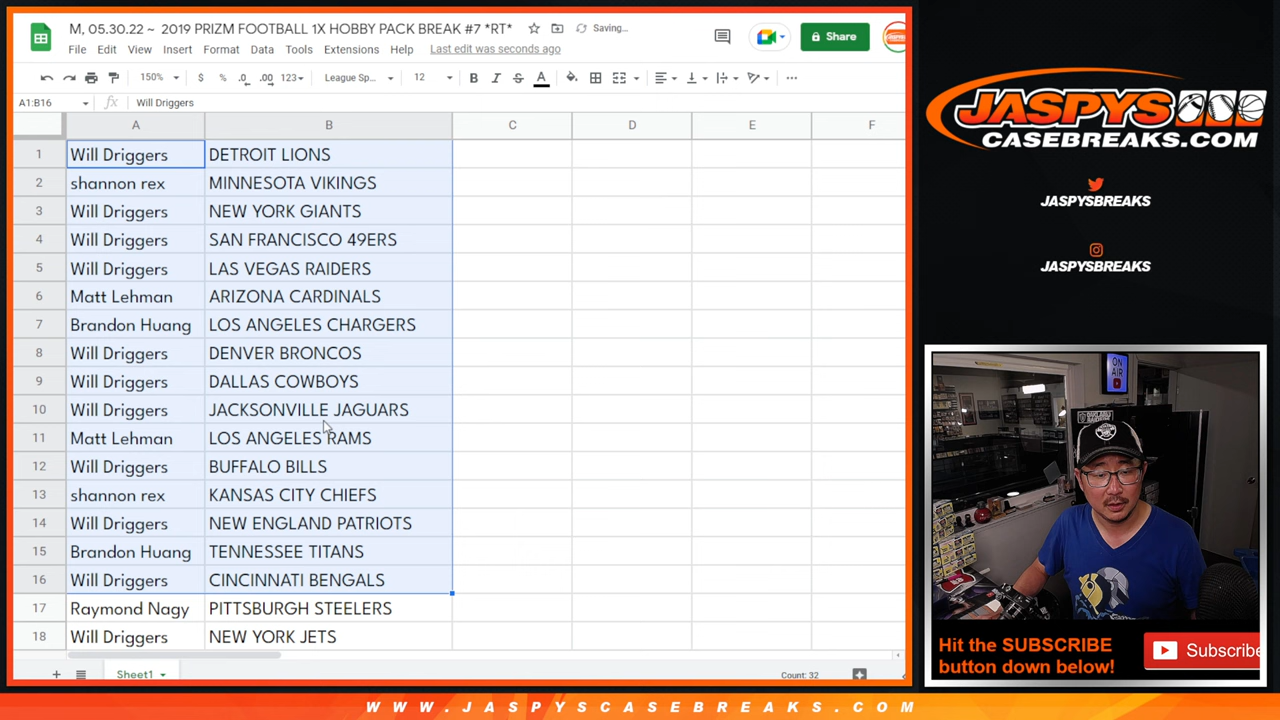 M, 05.30.22 ~ 2019 PRIZM FOOTBALL 1X HOBBY PACK BREAK #7 *RT*
Saving...
File Edit View Insert Format Data Tools Extensions Help Last edit was seconds ago
Share
150% $ % .0 .00 123 League Sp... 12 B I S A
A1:B16 fx Will Driggers
A B C D E F
1 Will Driggers DETROIT LIONS
2 shannon rex MINNESOTA VIKINGS
3 Will Driggers NEW YORK GIANTS
4 Will Driggers SAN FRANCISCO 49ERS
5 Will Driggers LAS VEGAS RAIDERS
6 Matt Lehman ARIZONA CARDINALS
7 Brandon Huang LOS ANGELES CHARGERS
8 Will Driggers DENVER BRONCOS
9 Will Driggers DALLAS COWBOYS
10 Will Driggers JACKSONVILLE JAGUARS
11 Matt Lehman LOS ANGELES RAMS
12 Will Driggers BUFFALO BILLS
13 shannon rex KANSAS CITY CHIEFS
14 Will Driggers NEW ENGLAND PATRIOTS
15 Brandon Huang TENNESSEE TITANS
16 Will Driggers CINCINNATI BENGALS
17 Raymond Nagy PITTSBURGH STEELERS
18 Will Driggers NEW YORK JETS
Sheet1
Count: 32
JASPYS
CASEBREAKS.COM
JASPYSBREAKS
JASPYSBREAKS
ON
AIR
Hit the SUBSCRIBE
button down below!
Subscribe
WWW.JASPYSCASEBREAKS.COM